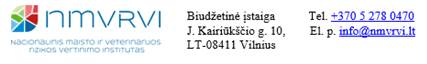 nmvrvi
nacionalinis maisto ir veterinarijos
rizikos vertinimo institutas
Biudžetinė įstaiga
J. Kairiūkščio g. 10,
LT-08411 Vilnius
Tel. +370 5 278 0470
El. p. info@nmvrvi.lt